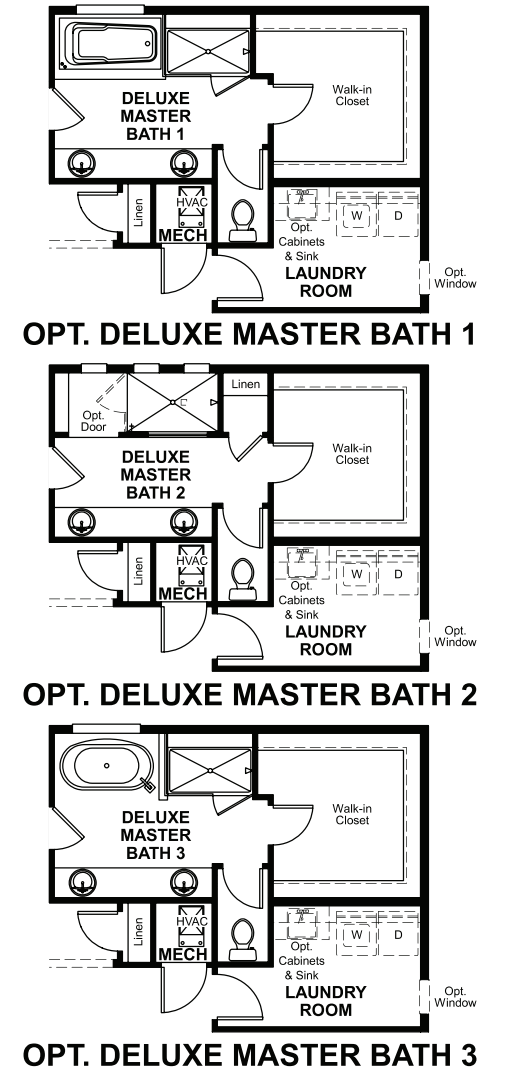 Walk-in
Closet
DELUXE
MASTER
BATH 1
Linen
HVAC
MECH
Opt.
Cabinets
& Sink
W
D
LAUNDRY
ROOM
Opt.
Window
OPT. DELUXE MASTER BATH 1
Linen
Opt.
Door
Walk-in
Closet
DELUXE
MASTER
BATH 2
Linen
HVAC
MECH
Opt.
Cabinets
& Sink
W
D
LAUNDRY
ROOM
Opt.
Window
OPT. DELUXE MASTER BATH 2
Walk-in
Closet
DELUXE
MASTER
BATH 3
Linen
HVAC
MECH
Opt.
Cabinets
& Sink
W
D
LAUNDRY
ROOM
Opt.
Window
OPT. DELUXE MASTER BATH 3